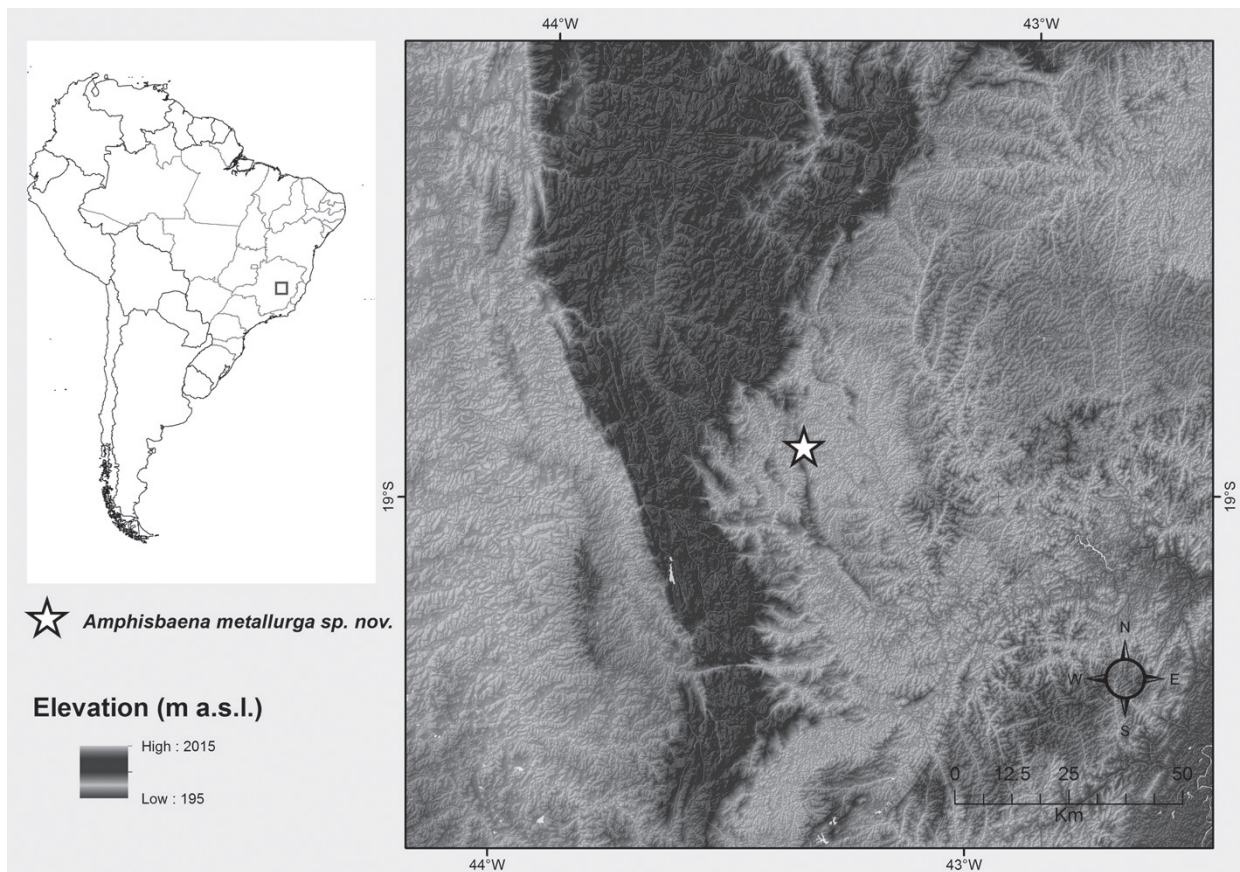 44°W
43°W
19°S
19°S
Amphisbaena metallurga sp. nov.
Elevation (m a.s.l.)
High : 2015
Low : 195
N
W E
S
0 12.5 25 50
Km
44°W
43°W